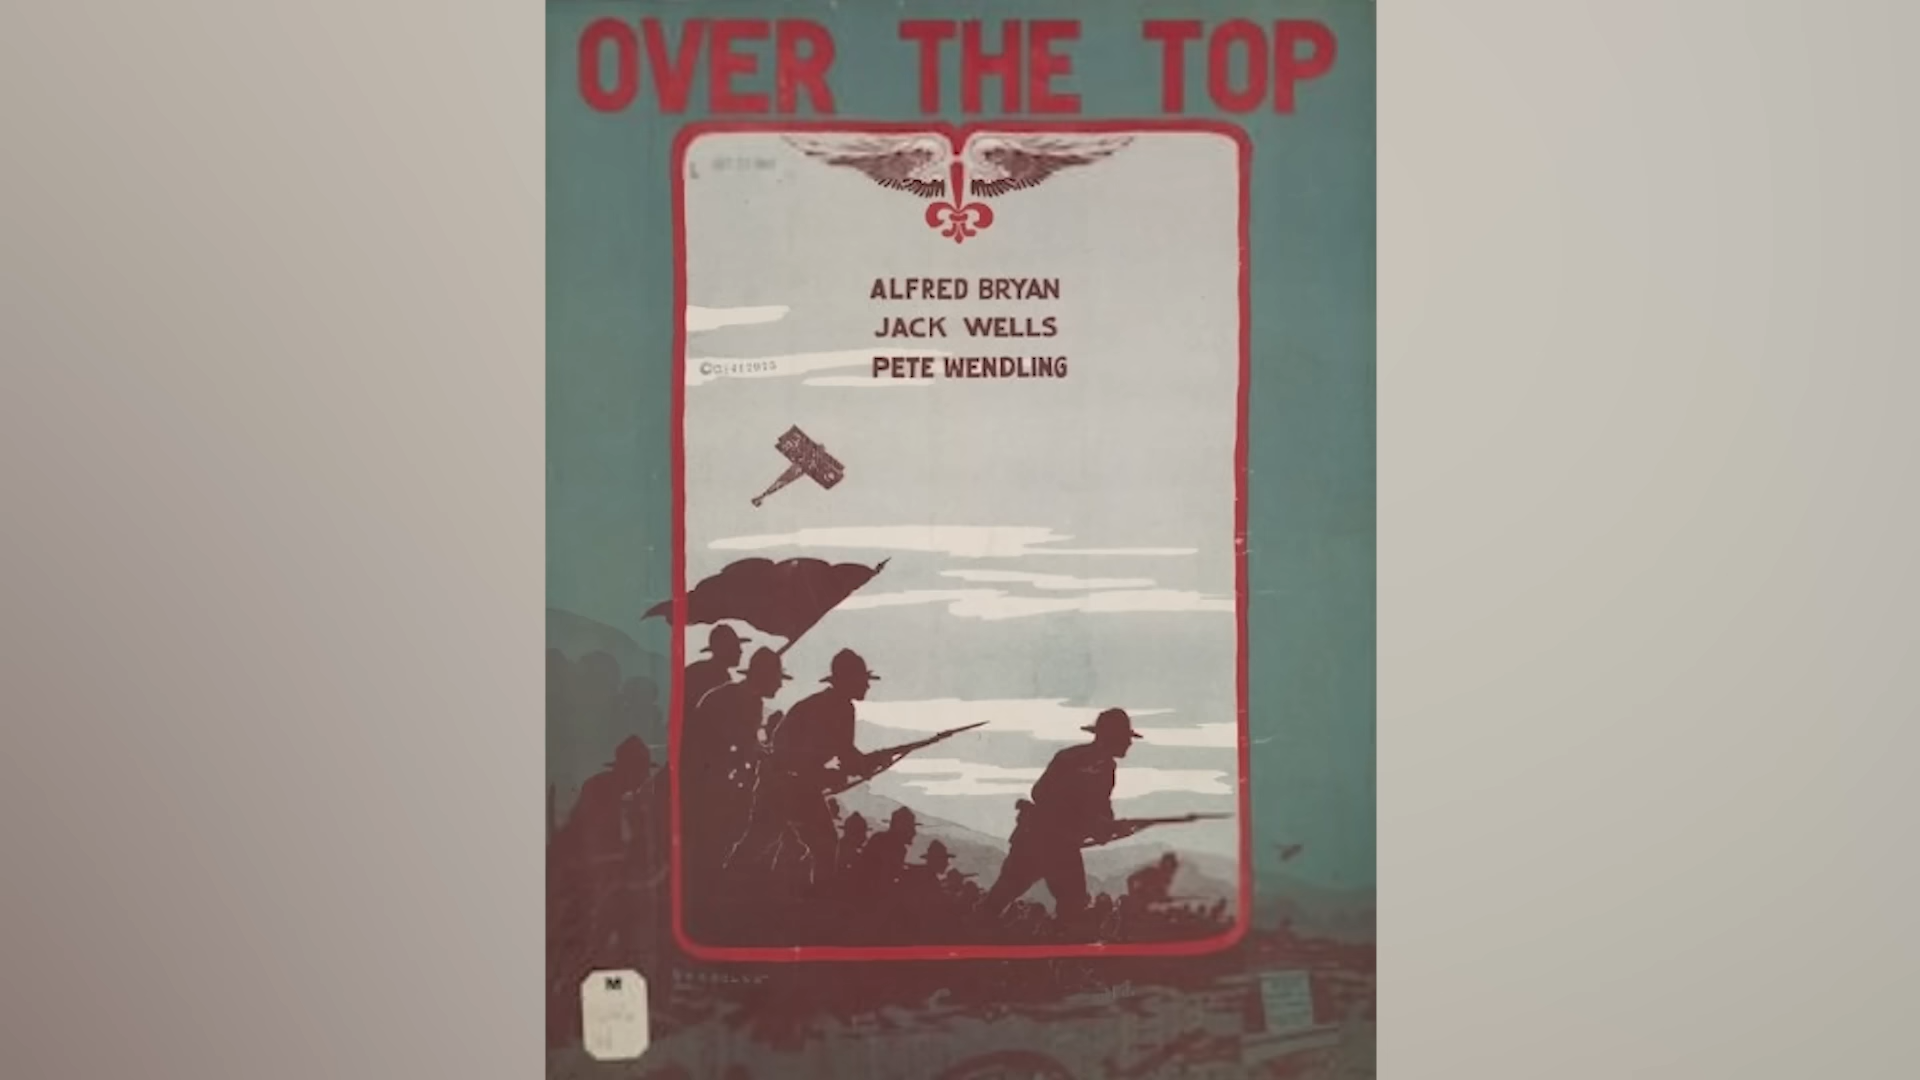 OVER THE TOP
ALFRED BRYAN
JACK WELLS
PETE WENDLING
M